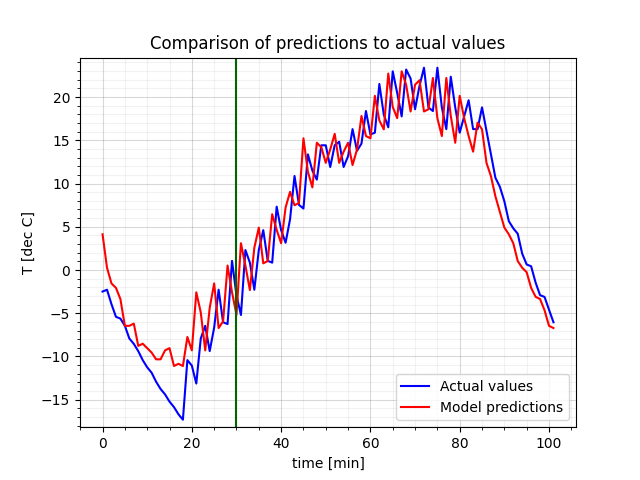 Comparison of predictions to actual values
T [dec C]
20
15
10
5
0
−5
−10
−15
0 20 40 60 80 100
time [min]
Actual values
Model predictions